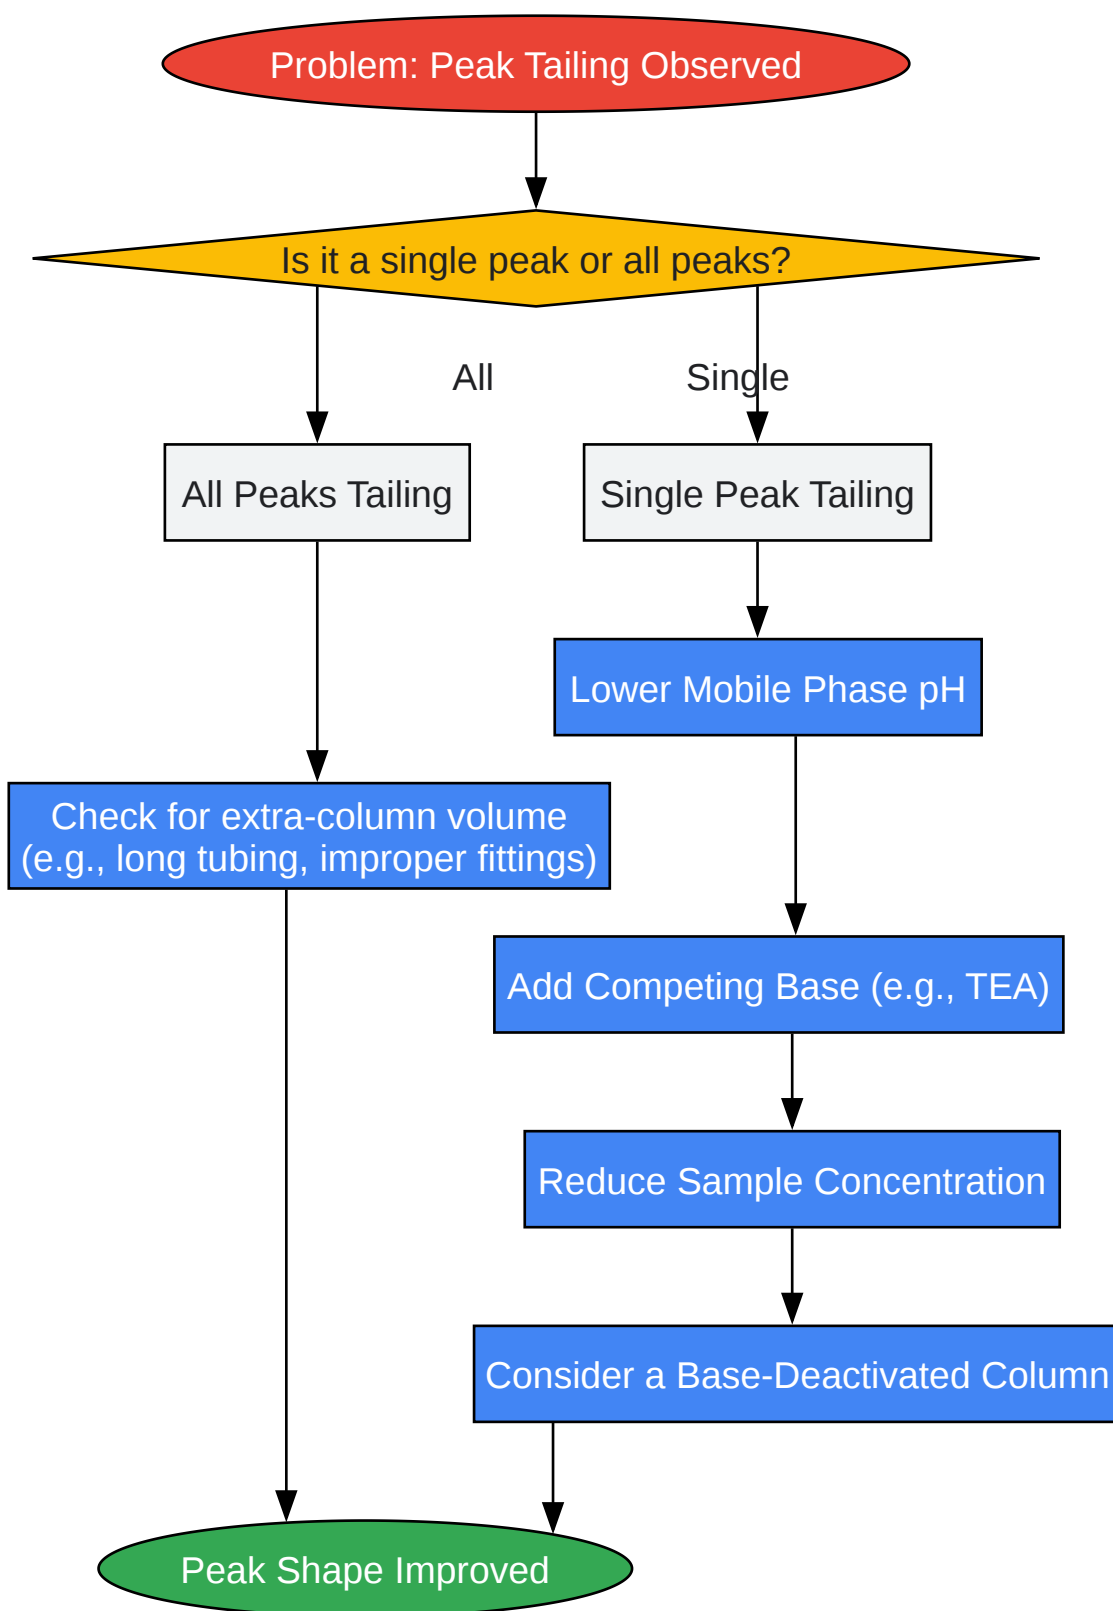 Problem: Peak Tailing Observed
Is it a single peak or all peaks?
All
Single
All Peaks Tailing
Single Peak Tailing
Lower Mobile Phase pH
Check for extra-column volume
(e.g., long tubing, improper fittings)
Add Competing Base (e.g., TEA)
Reduce Sample Concentration
Consider a Base-Deactivated Column
Peak Shape Improved